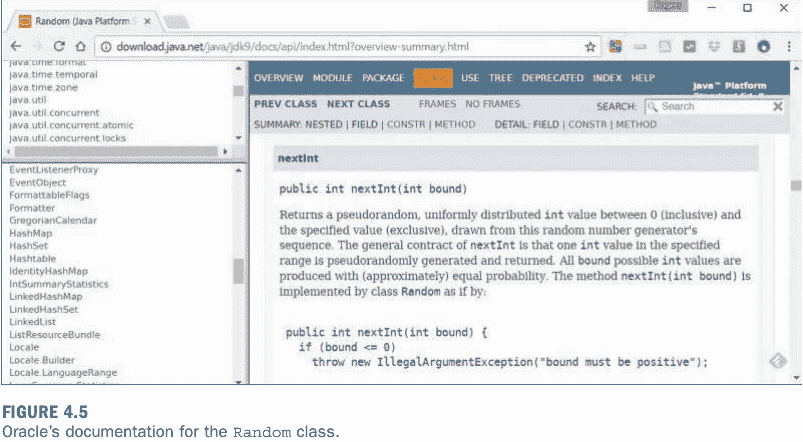 Random (Java Platform S
download.java.net/java/jdk9/docs/api/index.html?overview-summary.html
java.time.format
java.time.temporal
java.time.zone
java.util
java.util.concurrent
java.util.concurrent.atomic
java.util.concurrent.locks
EventListenerProxy
EventObject
FormattableFlags
Formatter
GregorianCalendar
HashMap
HashSet
Hashtable
IdentityHashMap
IntSummaryStatistics
LinkedHashMap
LinkedHashSet
LinkedList
ListResourceBundle
Locale
Locale.Builder
Locale.LanguageRange
OVERVIEW MODULE PACKAGE USE TREE DEPRECATED INDEX HELP
Java™ Platform
PREV CLASS NEXT CLASS FRAMES NO FRAMES SEARCH: Search
SUMMARY: NESTED | FIELD | CONSTR | METHOD DETAIL: FIELD | CONSTR | METHOD
nextInt
public int nextInt(int bound)
Returns a pseudorandom, uniformly distributed int value between 0 (inclusive) and
the specified value (exclusive), drawn from this random number generator's
sequence. The general contract of nextInt is that one int value in the specified
range is pseudorandomly generated and returned. All bound possible int values are
produced with (approximately) equal probability. The method nextInt(int bound) is
implemented by class Random as if by:
public int nextInt(int bound) {
if (bound <= 0)
throw new IllegalArgumentException("bound must be positive");
FIGURE 4.5
Oracle's documentation for the Random class.